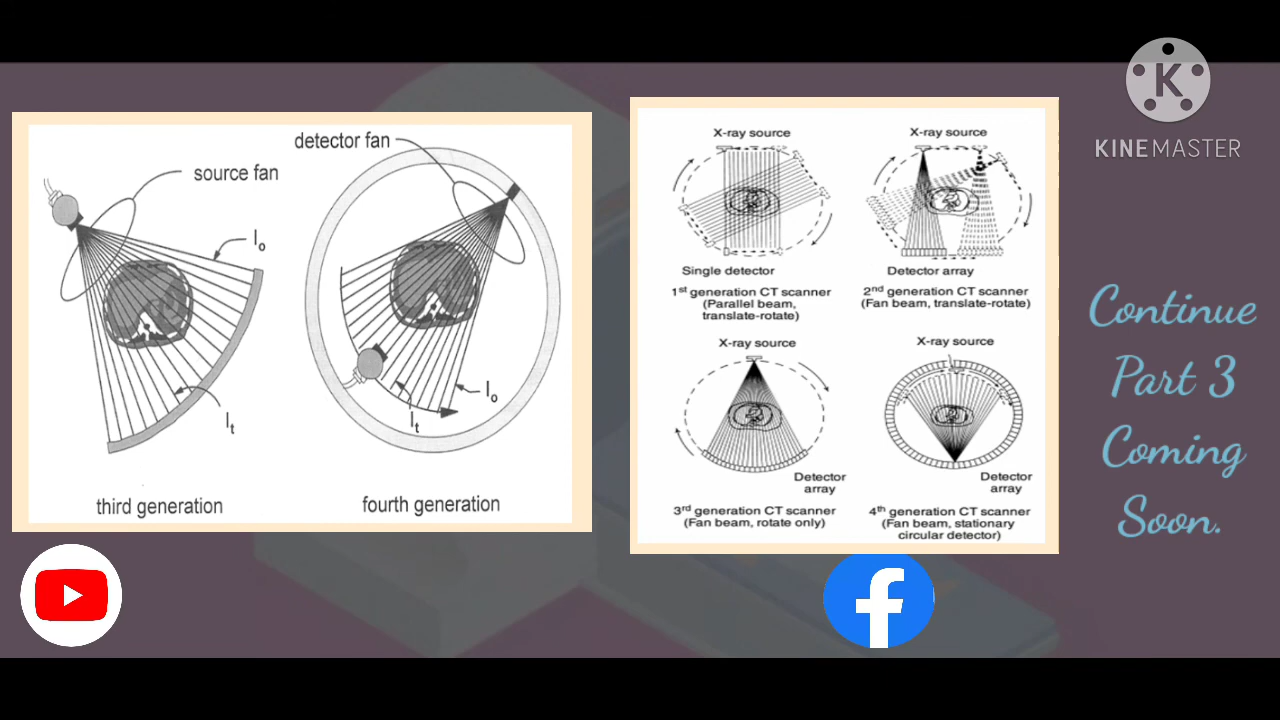 detector fan
source fan
Io
It
third generation
Io
It
fourth generation
X-ray source
X-ray source
Single detector
Detector array
1st generation CT scanner
(Parallel beam,
translate-rotate)
2nd generation CT scanner
(Fan beam, translate-rotate)
X-ray source
X-ray source
Detector
array
Detector
array
3rd generation CT scanner
(Fan beam, rotate only)
4th generation CT scanner
(Fan beam, stationary
circular detector)
K
KINEMASTER
Continue
Part 3
Coming
Soon.
f